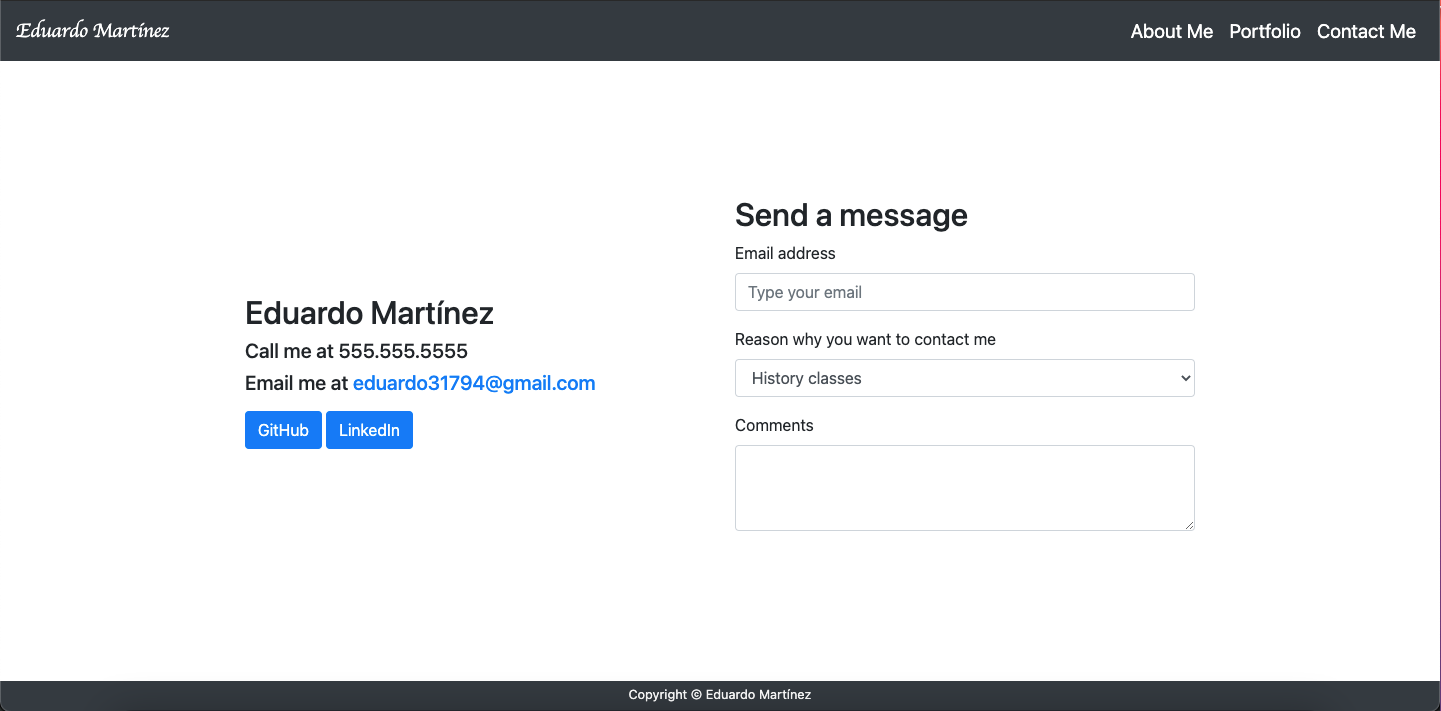 Eduardo Martínez
About Me Portfolio Contact Me
Eduardo Martínez
Call me at 555.555.5555
Email me at eduardo31794@gmail.com
GitHub LinkedIn
Send a message
Email address
Type your email
Reason why you want to contact me
History classes
Comments
Copyright © Eduardo Martínez